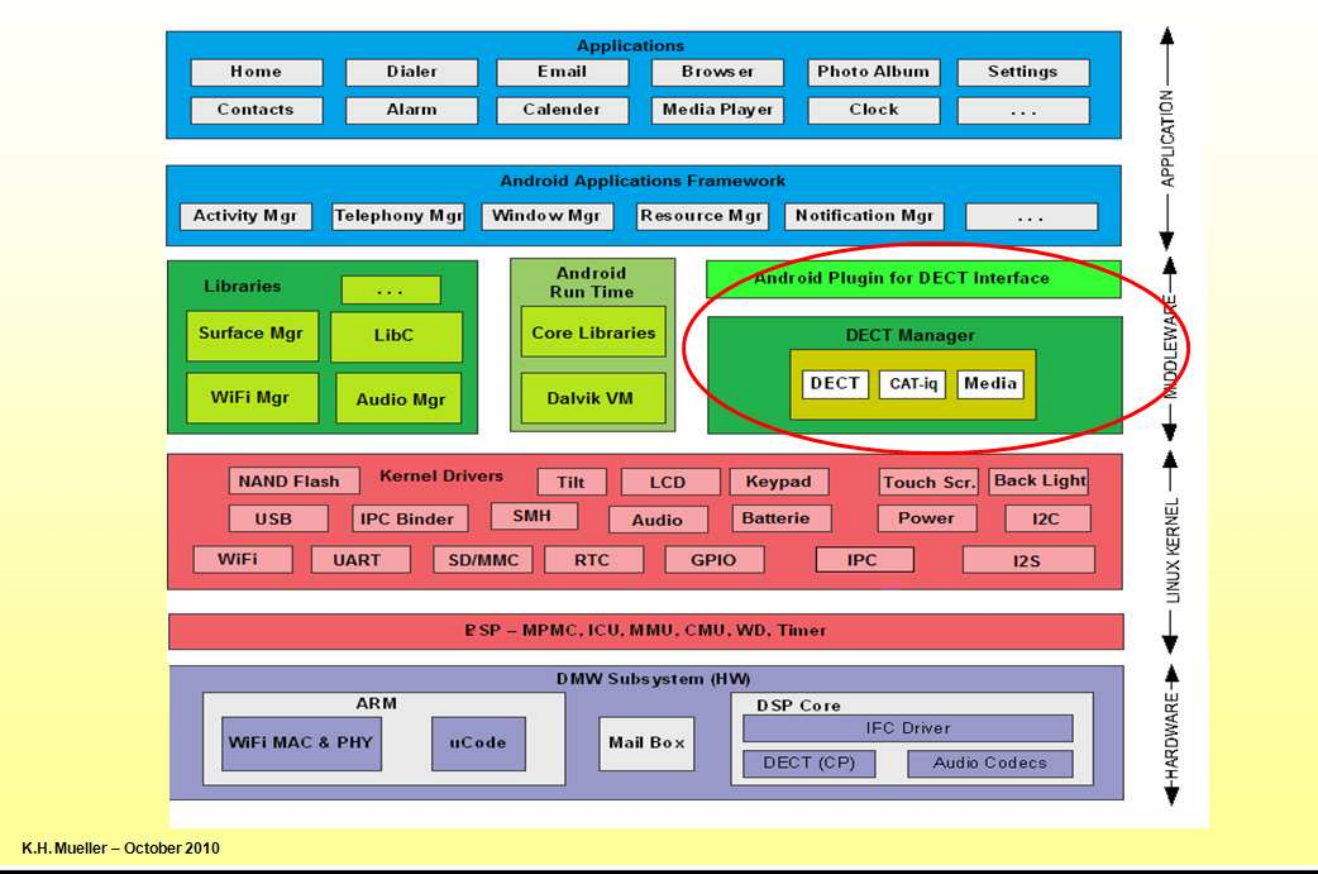 Applications
Home Dialer Email Browser Photo Album Settings
Contacts Alarm Calender Media Player Clock ...
Android Applications Framework
Activity Mgr Telephony Mgr Window Mgr Resource Mgr Notification Mgr ...
APPLICATION
Libraries ...
Surface Mgr LibC
WiFi Mgr Audio Mgr
Android
Run Time
Core Libraries
Dalvik VM
Android Plugin for DECT Interface
DECT Manager
DECT CAT-iq Media
MIDDLEWARE
Kernel Drivers
NAND Flash Tilt LCD Keypad Touch Scr. Back Light
USB IPC Binder SMH Audio Batterie Power I2C
WiFi UART SD/MMC RTC GPIO IPC I2S
BSP – MPMC, ICU, MMU, CMU, WD, Timer
LINUX KERNEL
DMW Subsystem (HW)
ARM
WiFi MAC & PHY uCode
Mail Box
DSP Core
IFC Driver
DECT (CP) Audio Codecs
HARDWARE
K.H. Mueller – October 2010